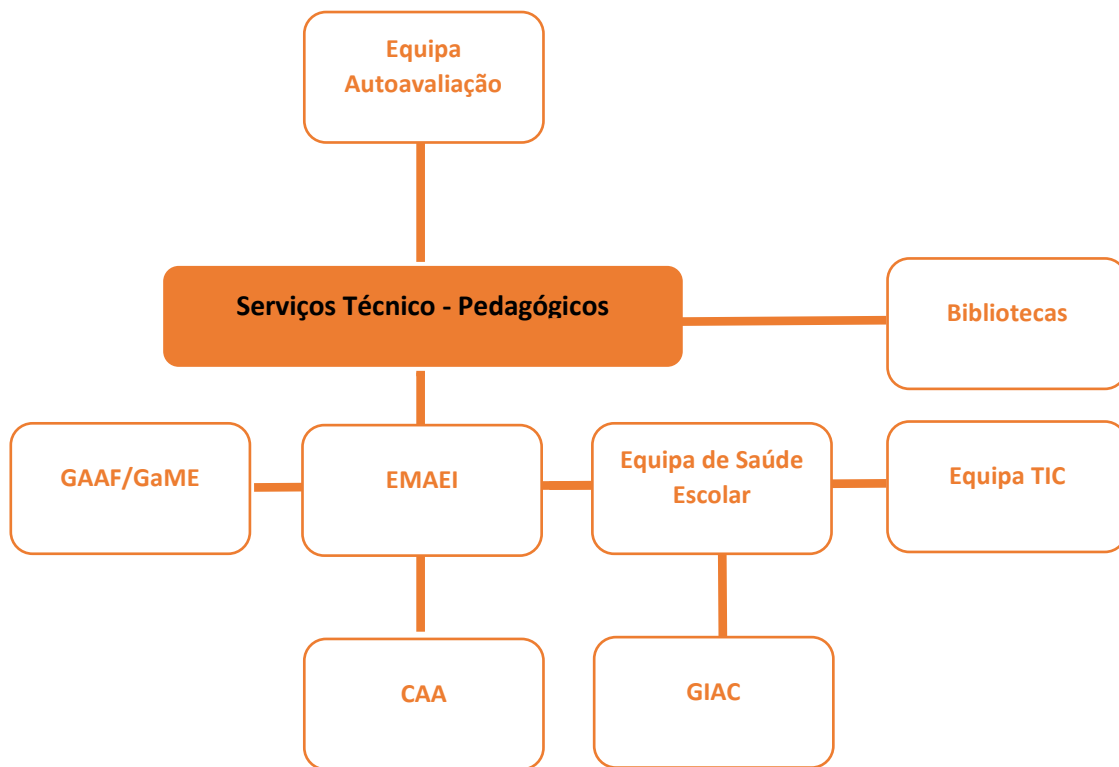 Equipa
Autoavaliação
Serviços Técnico - Pedagógicos
Bibliotecas
GAAF/GaME
EMAEI
Equipa de Saúde
Escolar
Equipa TIC
CAA
GIAC